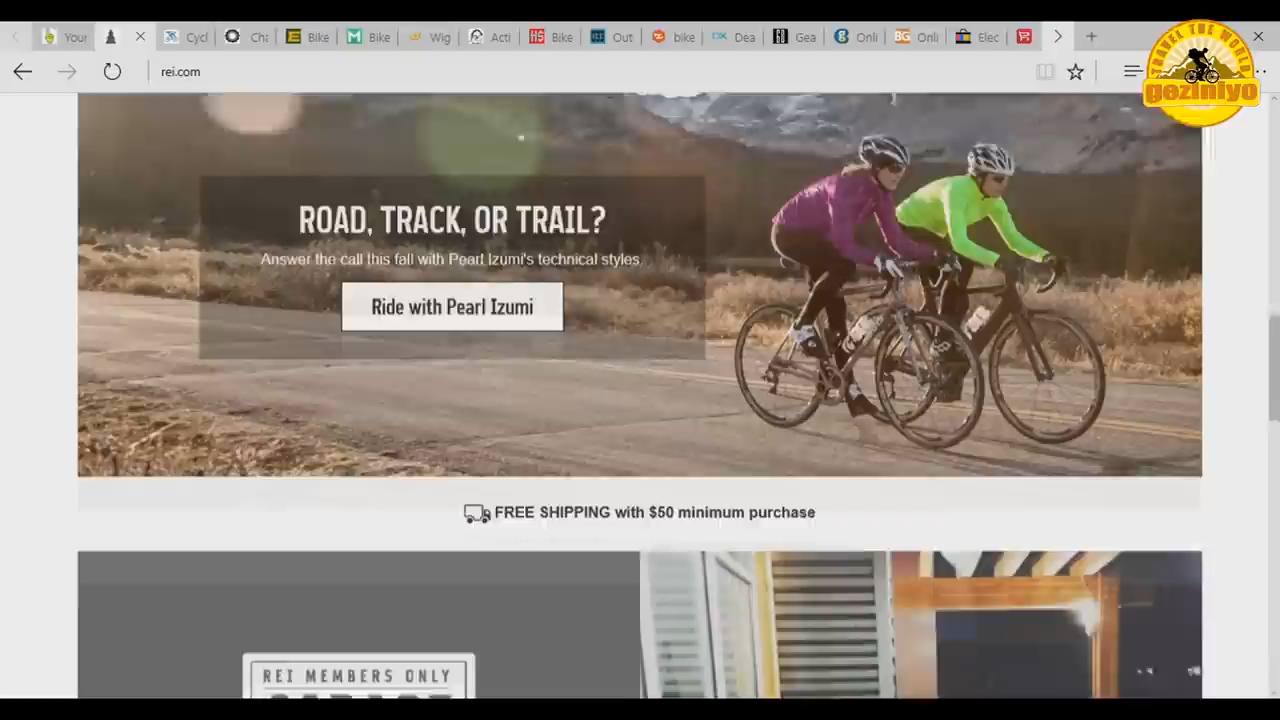 Your
Cycl
Bike
Bike
Wig
Acti
Bike
Out
bike
Dea
Gea
Onli
Onli
Elec
rei.com
TRAVEL THE WORLD
geziniyo
ROAD, TRACK, OR TRAIL?
Answer the call this fall with Pearl Izumi's technical styles.
Ride with Pearl Izumi
FREE SHIPPING with $50 minimum purchase
REI MEMBERS ONLY